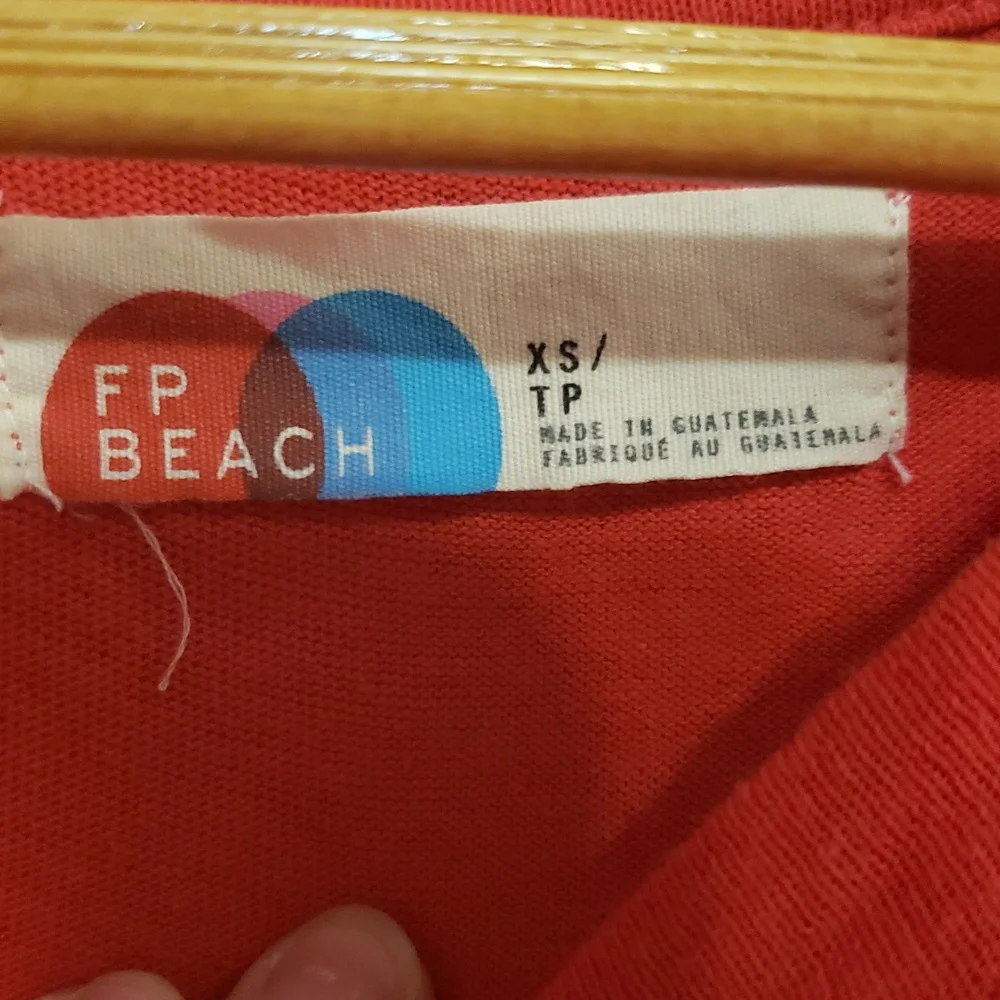 FP
BEACH
XS/
TP
MADE IN GUATEMALA
FABRIQUÉ AU GUATEMALA